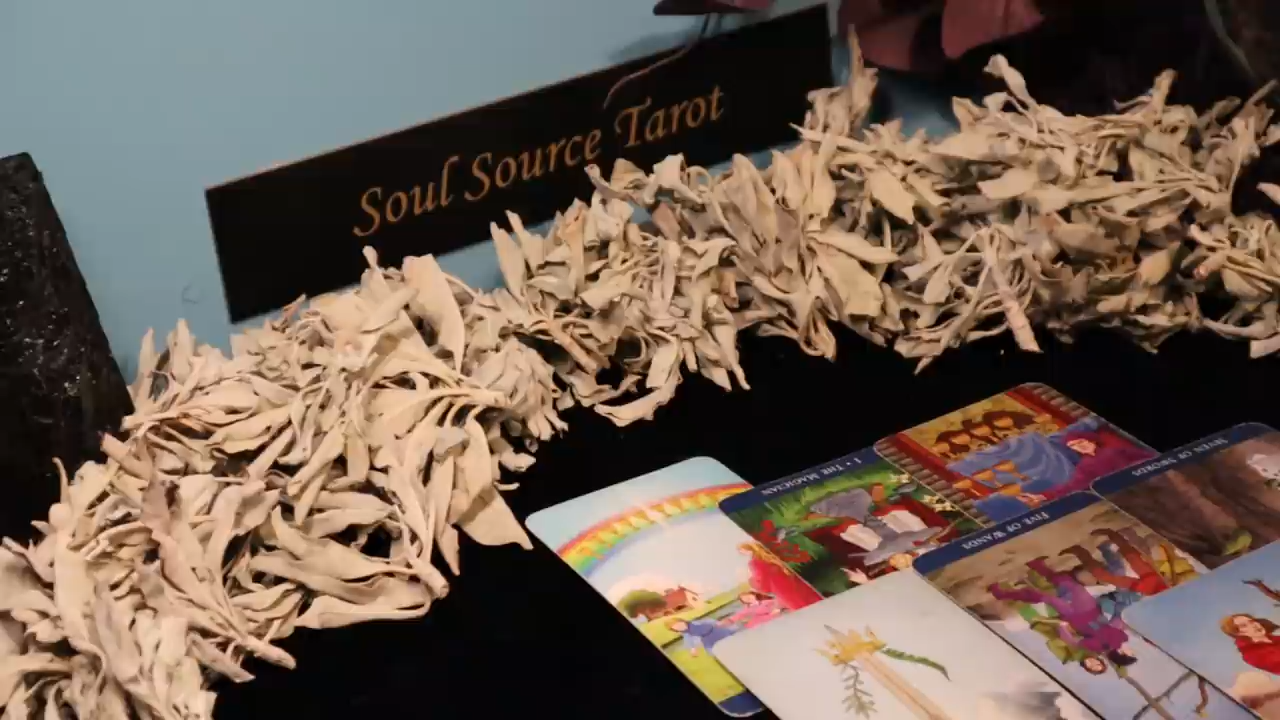 Soul Source Tarot
I • THE MAGICIAN
SEVEN OF SWORDS
FIVE OF WANDS